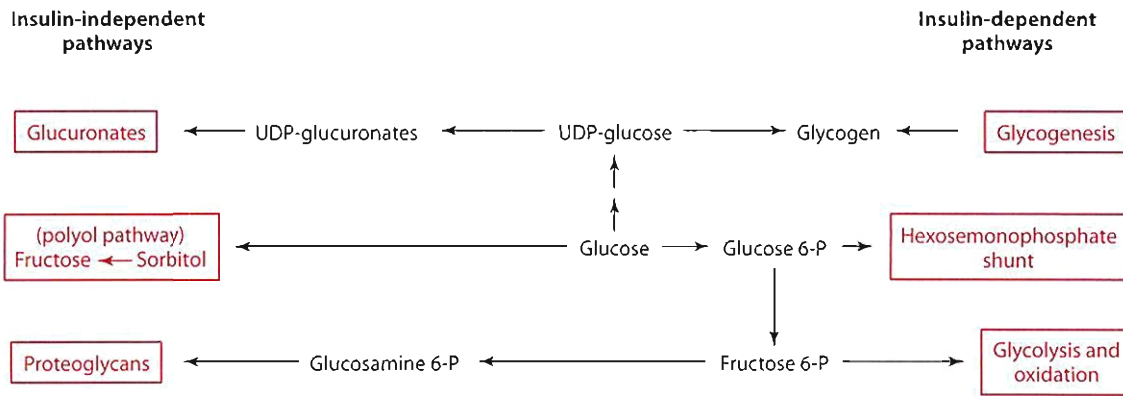 Insulin-independent
pathways
Insulin-dependent
pathways
Glucuronates
UDP-glucuronates
UDP-glucose
Glycogen
Glycogenesis
(polyol pathway)
Fructose Sorbitol
Glucose
Glucose 6-P
Hexosemonophosphate
shunt
Proteoglycans
Glucosamine 6-P
Fructose 6-P
Glycolysis and
oxidation